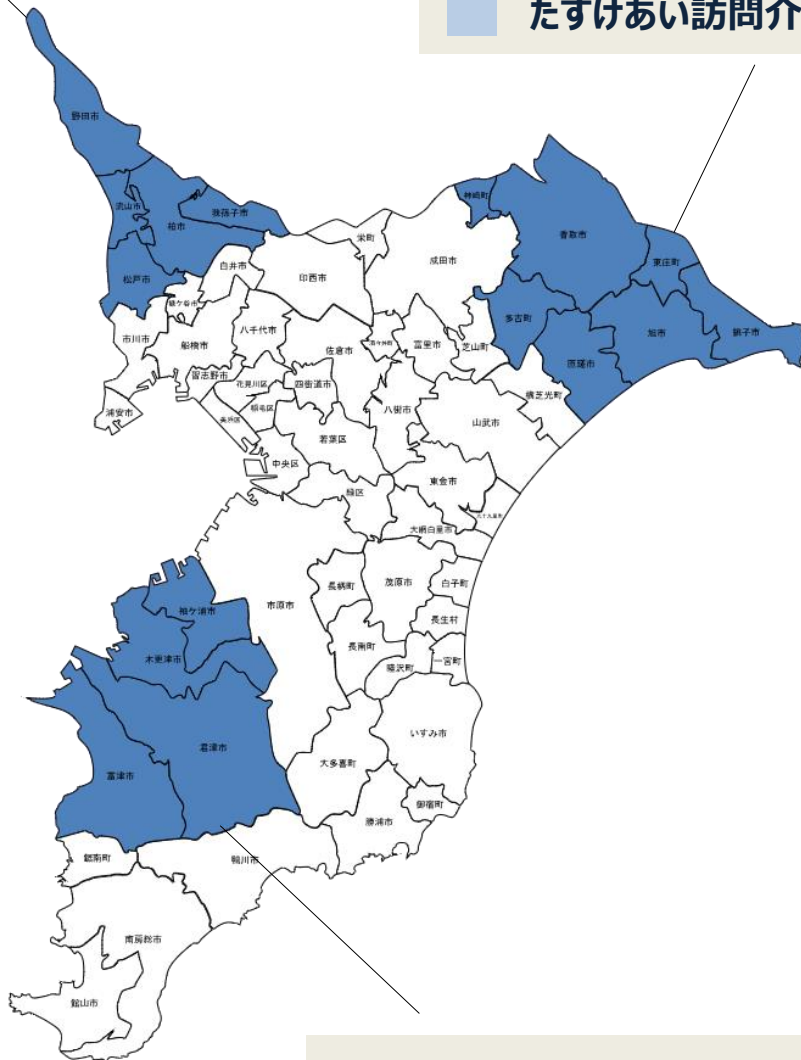 たすけあい訪問介
野田市
流山市
柏市
我孫子市
松戸市
鎌ケ谷市
白井市
印西市
栄町
成田市
神崎町
香取市
東庄町
多古町
旭市
銚子市
匝瑳市
市川市
船橋市
八千代市
佐倉市
酒々井町
富里市
芝山町
横芝光町
浦安市
習志野市
花見川区
四街道市
八街市
山武市
美浜区
稲毛区
若葉区
中央区
緑区
東金市
九十九里町
大網白里市
袖ケ浦市
木更津市
市原市
長柄町
茂原市
白子町
長生村
長南町
睦沢町
一宮町
君津市
富津市
大多喜町
いすみ市
御宿町
勝浦市
鋸南町
鴨川市
南房総市
館山市